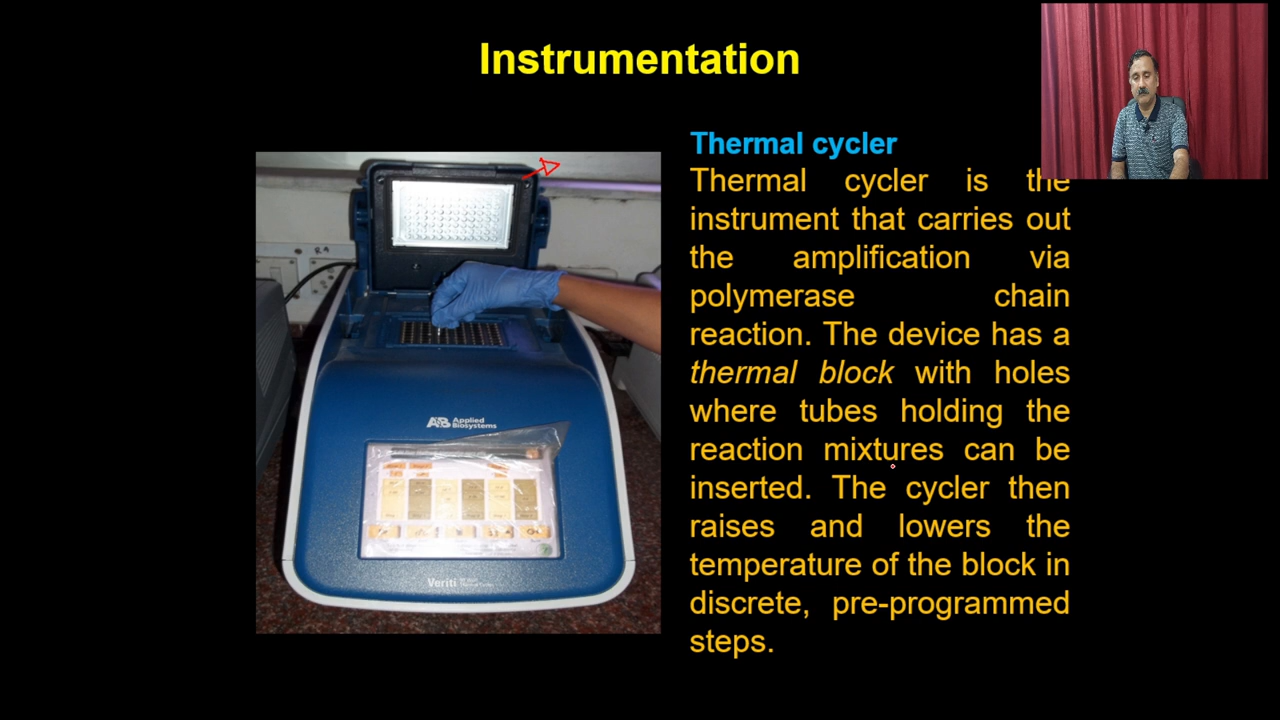 Instrumentation
Thermal cycler
Thermal cycler is the
instrument that carries out
the amplification via
polymerase chain
reaction. The device has a
thermal block with holes
where tubes holding the
reaction mixtures can be
inserted. The cycler then
raises and lowers the
temperature of the block in
discrete, pre-programmed
steps.
AB Applied
Biosystems
Veriti